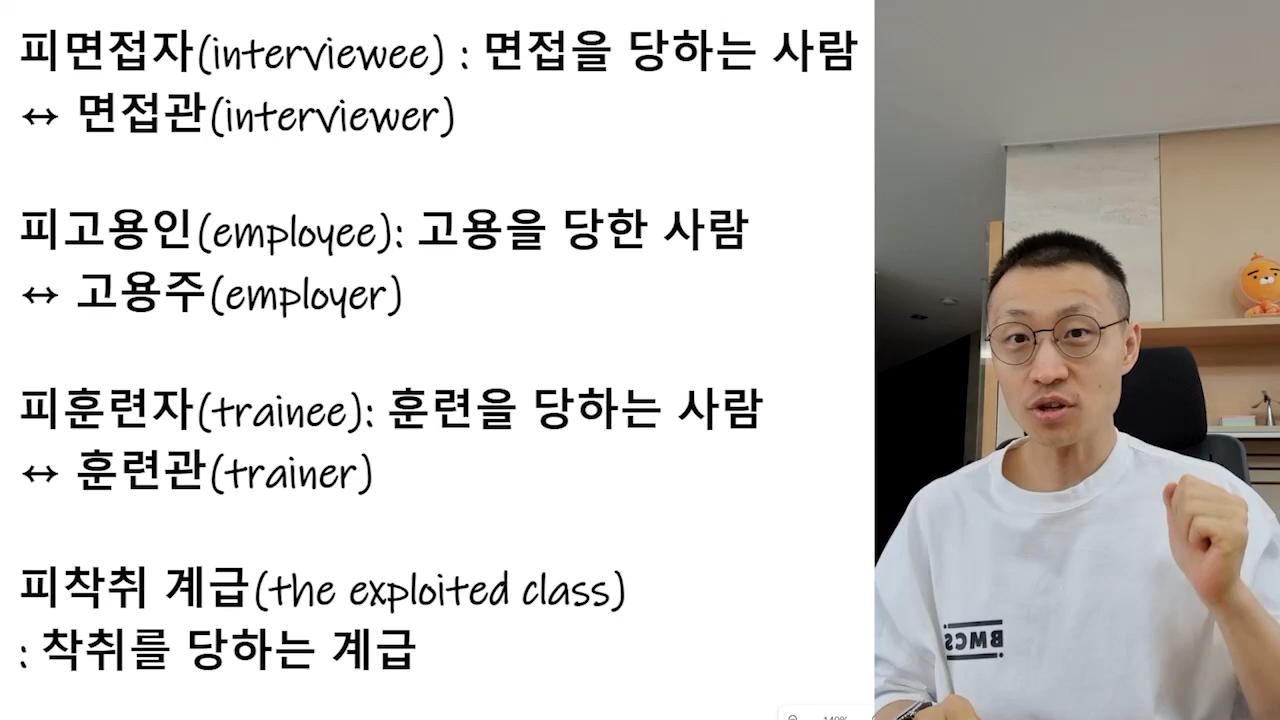 피면접자(interviewee) : 면접을 당하는 사람
↔ 면접관(interviewer)
피고용인(employee): 고용을 당한 사람
↔ 고용주(employer)
피훈련자(trainee): 훈련을 당하는 사람
↔ 훈련관(trainer)
피착취 계급(the exploited class)
: 착취를 당하는 계급
BMCS